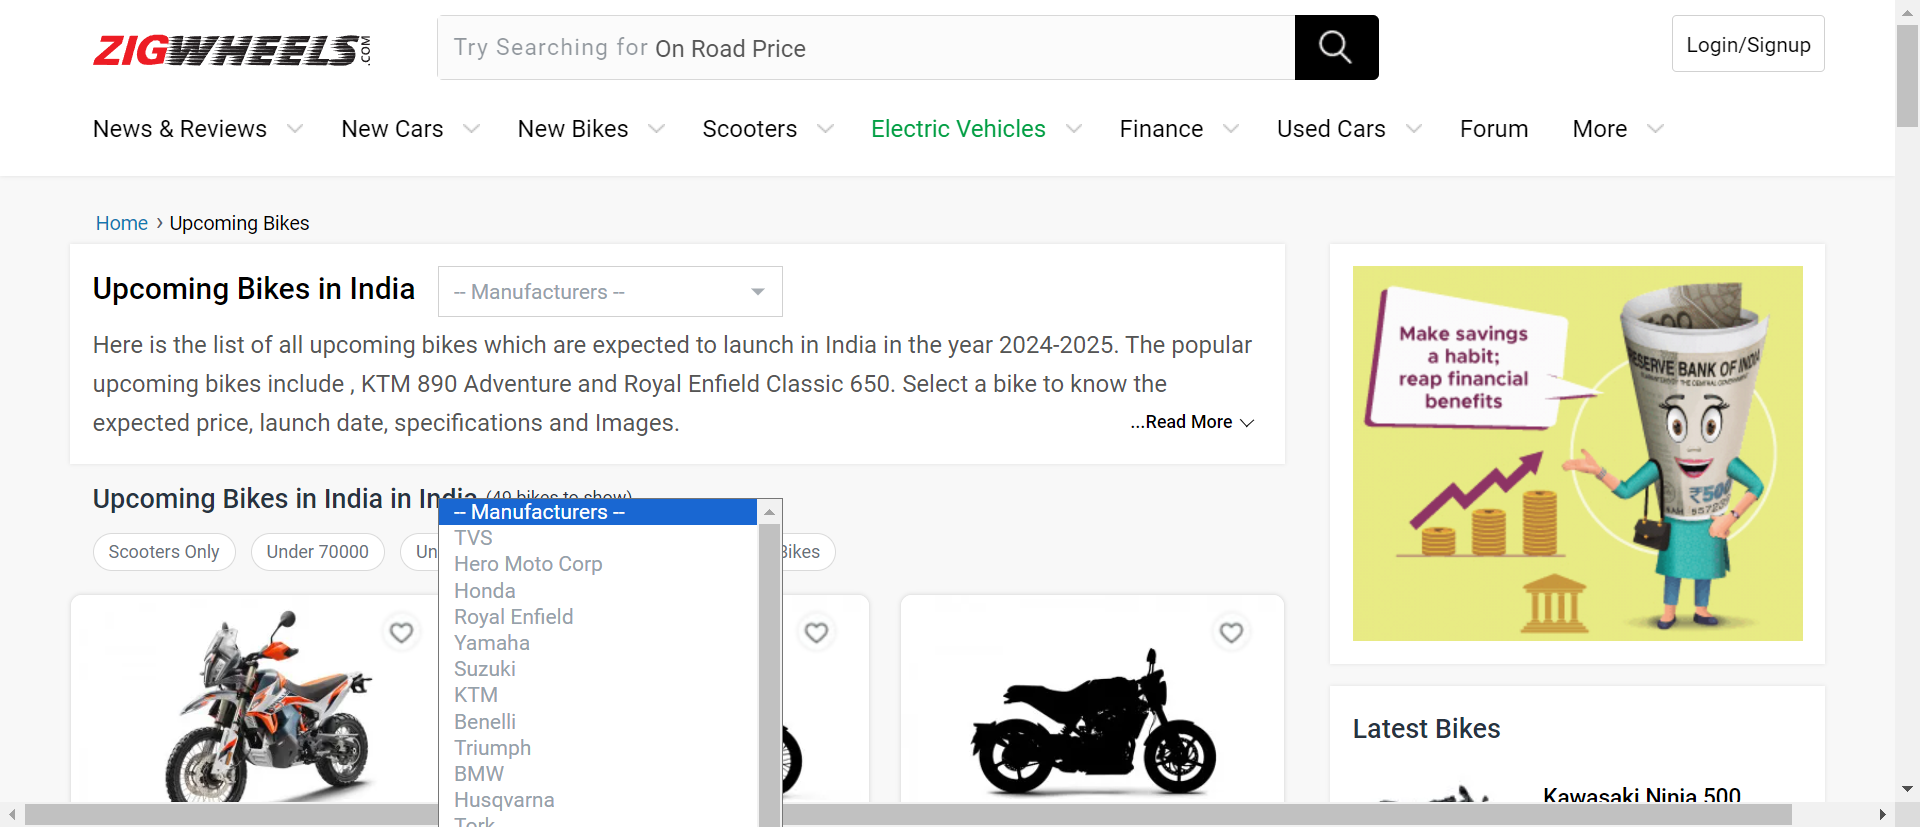 ZIGWHEELS.COM
Try Searching for On Road Price
Login/Signup
News & Reviews
New Cars
New Bikes
Scooters
Electric Vehicles
Finance
Used Cars
Forum
More
Home › Upcoming Bikes
Upcoming Bikes in India
-- Manufacturers --
Here is the list of all upcoming bikes which are expected to launch in India in the year 2024-2025. The popular
upcoming bikes include , KTM 890 Adventure and Royal Enfield Classic 650. Select a bike to know the
expected price, launch date, specifications and Images.
...Read More
Upcoming Bikes in India in India (49 bikes to show)
Scooters Only
Under 70000
Un
Bikes
-- Manufacturers --
TVS
Hero Moto Corp
Honda
Royal Enfield
Yamaha
Suzuki
KTM
Benelli
Triumph
BMW
Husqvarna
Tork
Make savings
a habit;
reap financial
benefits
RESERVE BANK OF INDIA
₹500
Latest Bikes
Kawasaki Ninja 500